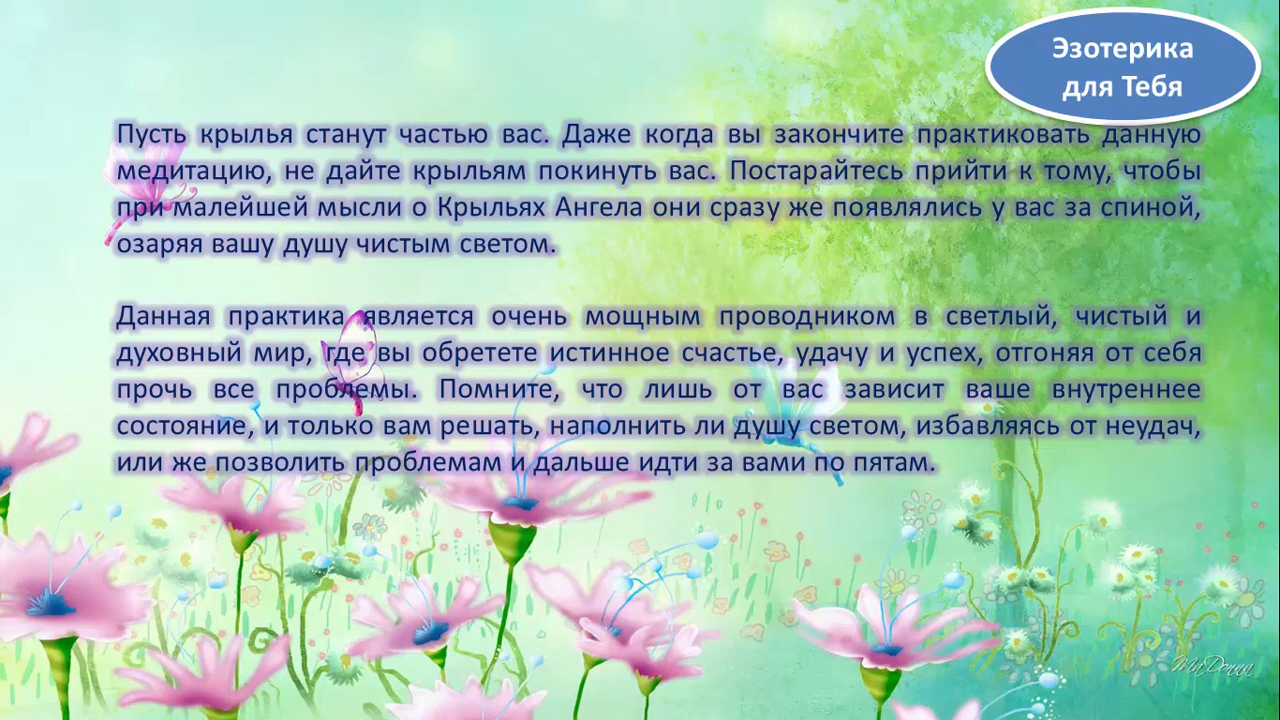 Эзотерика
для Тебя
Пусть крылья станут частью вас. Даже когда вы закончите практиковать данную
медитацию, не дайте крыльям покинуть вас. Постарайтесь прийти к тому, чтобы
при малейшей мысли о Крыльях Ангела они сразу же появлялись у вас за спиной,
озаряя вашу душу чистым светом.
Данная практика является очень мощным проводником в светлый, чистый и
духовный мир, где вы обретете истинное счастье, удачу и успех, отгоняя от себя
прочь все проблемы. Помните, что лишь от вас зависит ваше внутреннее
состояние, и только вам решать, наполнить ли душу светом, избавляясь от неудач,
или же позволить проблемам и дальше идти за вами по пятам.